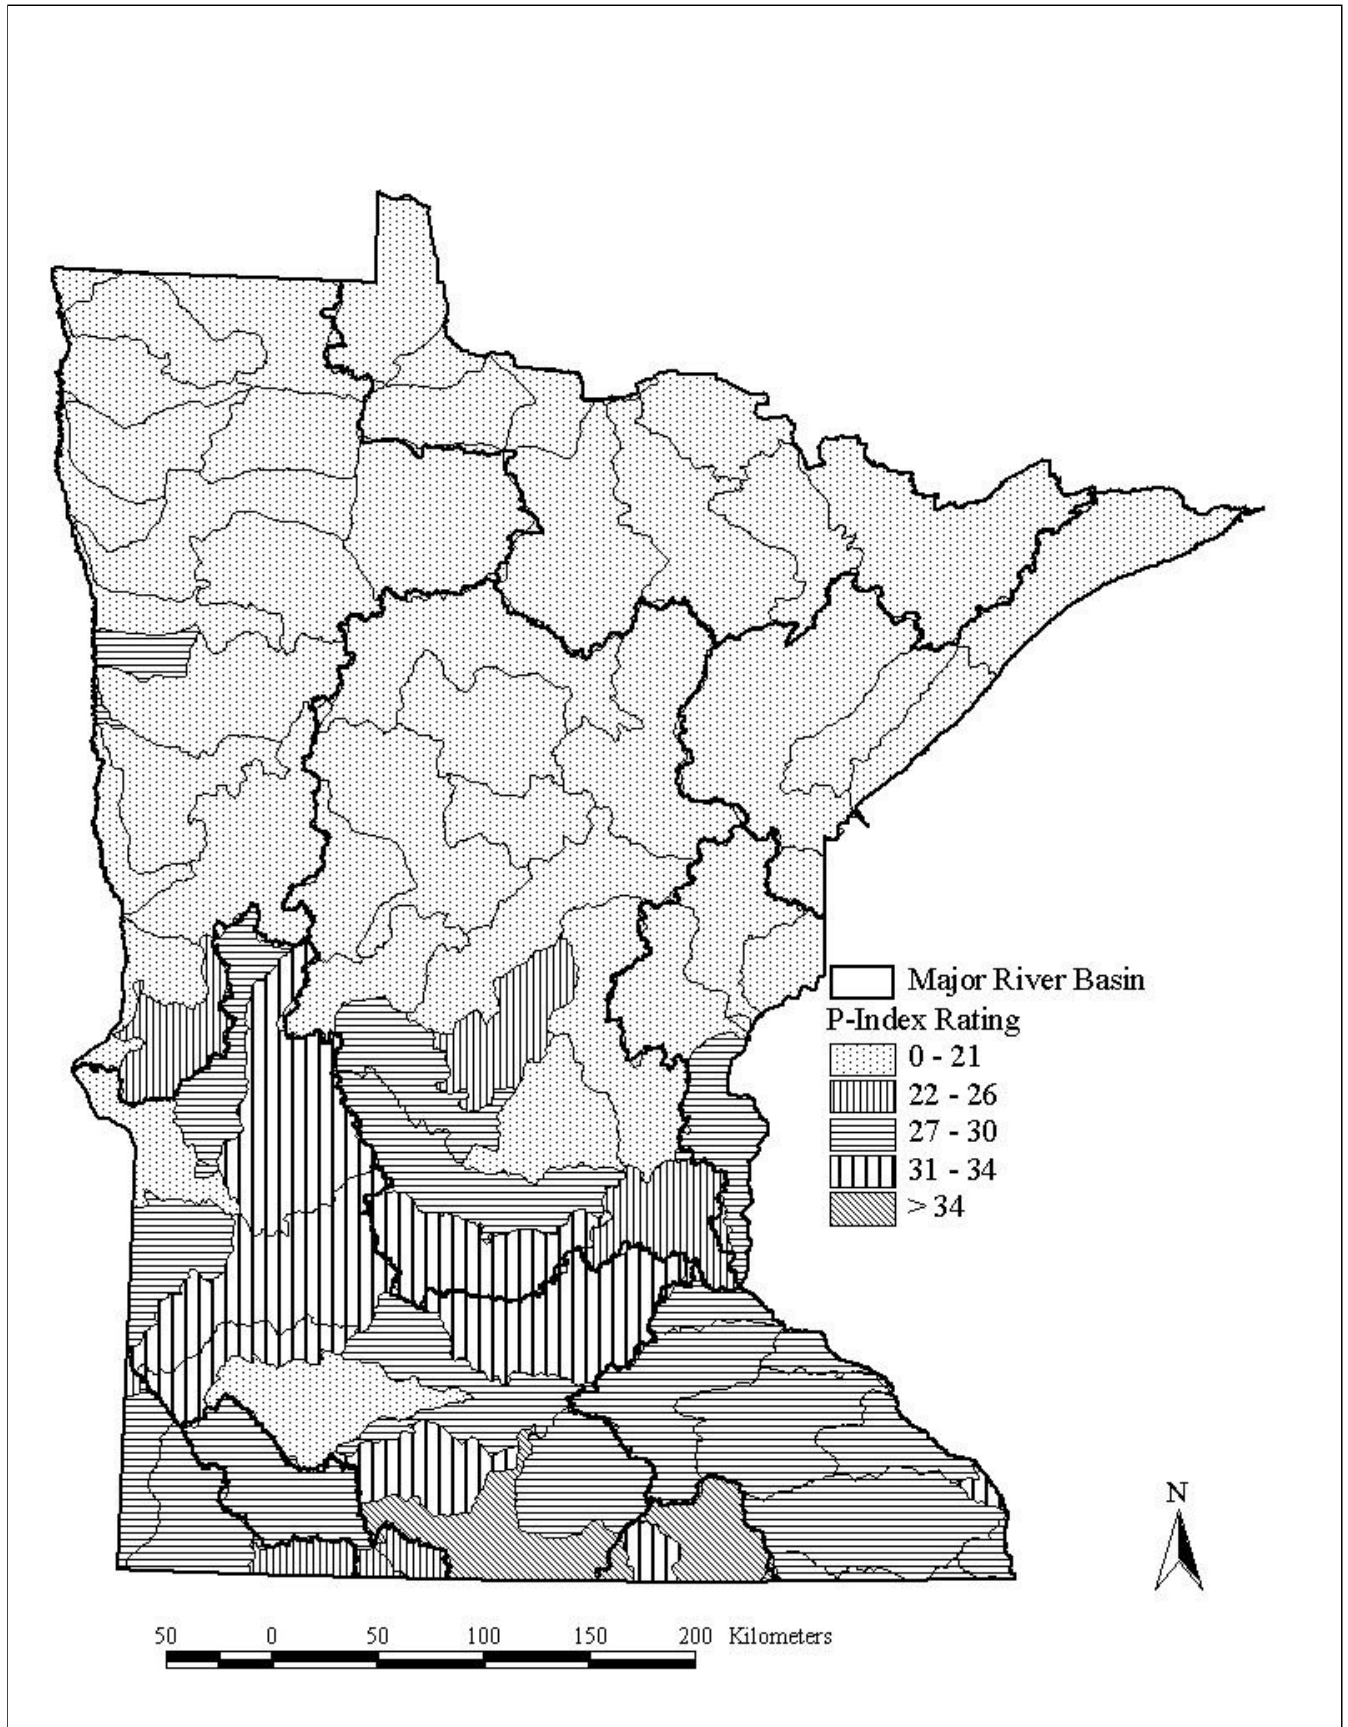 Major River Basin
P-Index Rating
0 - 21
22 - 26
27 - 30
31 - 34
> 34
N
50 0 50 100 150 200 Kilometers